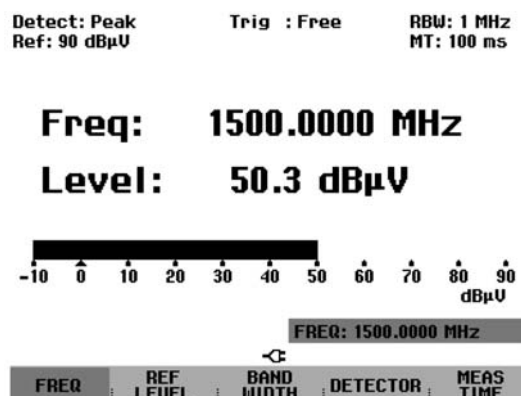 Detect: Peak Trig : Free RBW: 1 MHz
Ref: 90 dBµV MT: 100 ms
Freq: 1500.0000 MHz
Level: 50.3 dBµV
-10 0 10 20 30 40 50 60 70 80 90
dBµV
FREQ: 1500.0000 MHz
FREQ REF LEVEL BAND WIDTH DETECTOR MEAS TIME